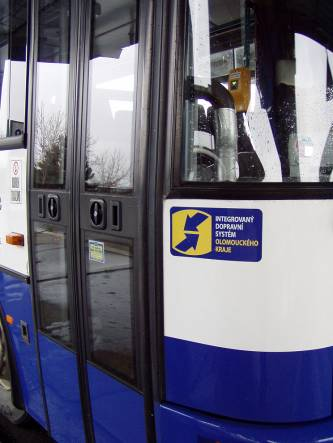 INTEGROVANÝ
DOPRAVNÍ
SYSTÉM
OLOMOUCKÉHO
KRAJE